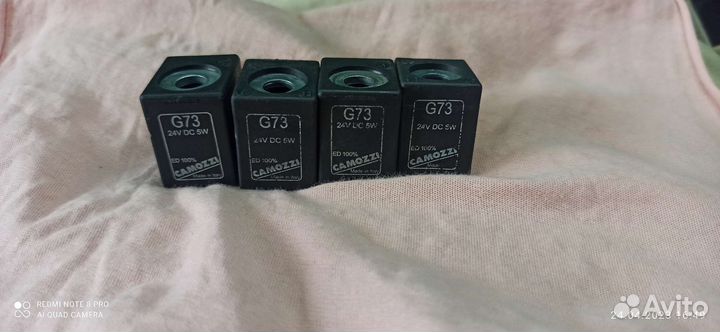 G73
24V DC 5W
ED 100%
CAMOZZI
Made in Italy
G73
24V DC 5W
ED 100%
CAMOZZI
Made in Italy
G73
24V DC 5W
ED 100%
CAMOZZI
Made in Italy
G73
24V DC 5W
ED 100%
CAMOZZI
Made in
REDMI NOTE 8 PRO
AI QUAD CAMERA
Avito